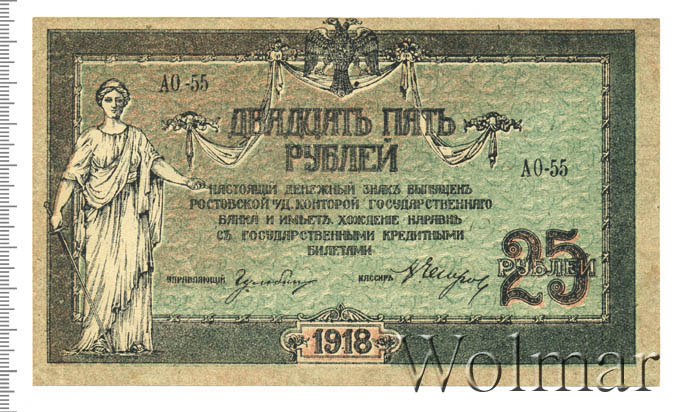 АО-55
ДВАДЦАТЬ ПЯТЬ
РУБЛЕЙ
АО-55
НАСТОЯЩІЙ ДЕНЕЖНЫЙ ЗНАКЪ ВЫПУЩЕНЪ
РОСТОВСКОЙ Н/Д. КОНТОРОЙ ГОСУДАРСТВЕННАГО
БАНКА И ИМѢЕТЪ ХОЖДЕНІЕ НАРАВНѢ
СЪ ГОСУДАРСТВЕННЫМИ КРЕДИТНЫМИ
БИЛЕТАМИ
УПРАВЛЯЮЩІЙ
КАССИРЪ
25
РУБЛЕЙ
1918
Wolmar